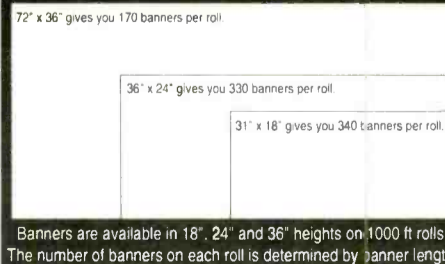 72" x 36" gives you 170 banners per roll.
36" x 24" gives you 330 banners per roll.
31" x 18" gives you 340 banners per roll.
Banners are available in 18", 24" and 36" heights on 1000 ft rolls
The number of banners on each roll is determined by banner lengt